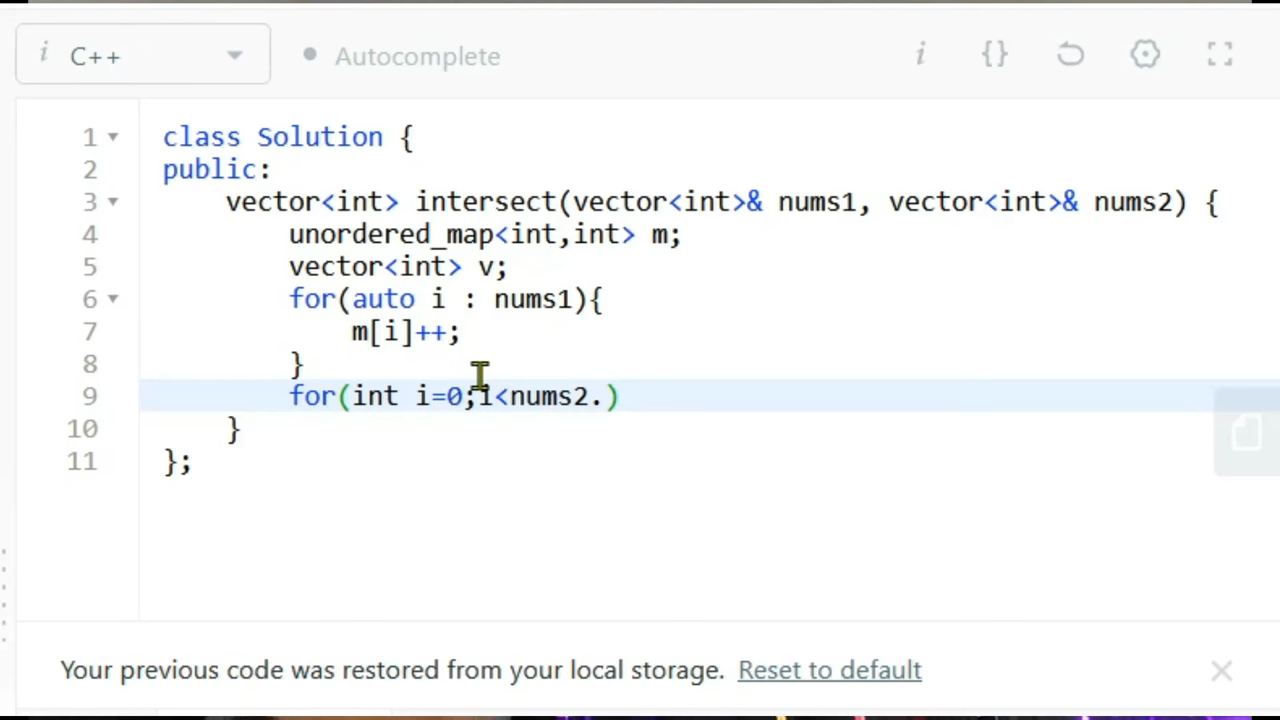 i C++ Autocomplete i {}
1 class Solution {
2 public:
3 vector<int> intersect(vector<int>& nums1, vector<int>& nums2) {
4 unordered_map<int,int> m;
5 vector<int> v;
6 for(auto i : nums1){
7 m[i]++;
8 }
9 for(int i=0;i<nums2.)
10 }
11 };
Your previous code was restored from your local storage. Reset to default